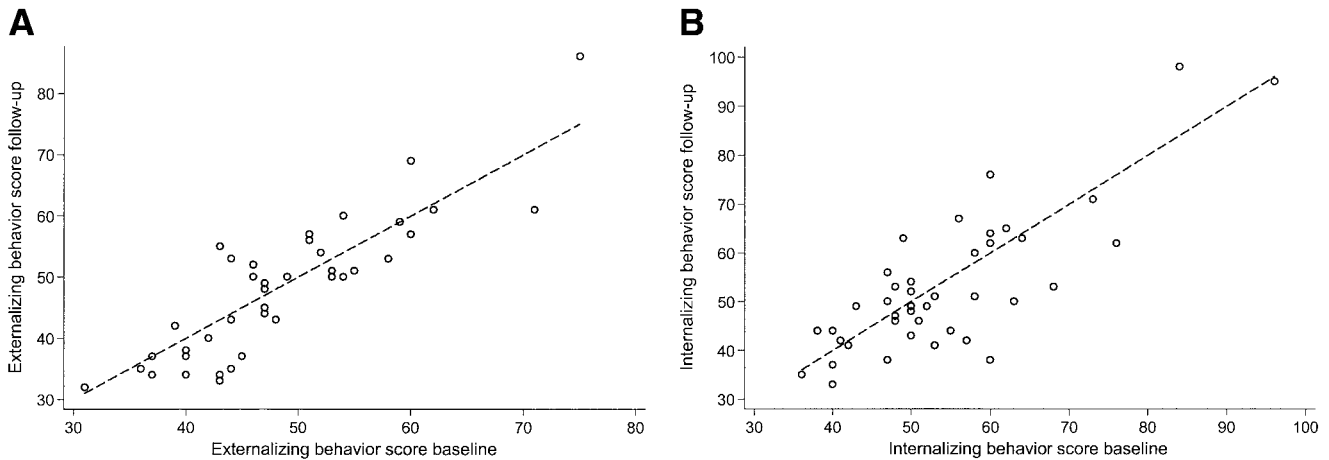 A
Externalizing behavior score follow-up
80
70
60
50
40
30
30 40 50 60 70 80
Externalizing behavior score baseline
B
Internalizing behavior score follow-up
100
90
80
70
60
50
40
30
30 40 50 60 70 80 90 100
Internalizing behavior score baseline